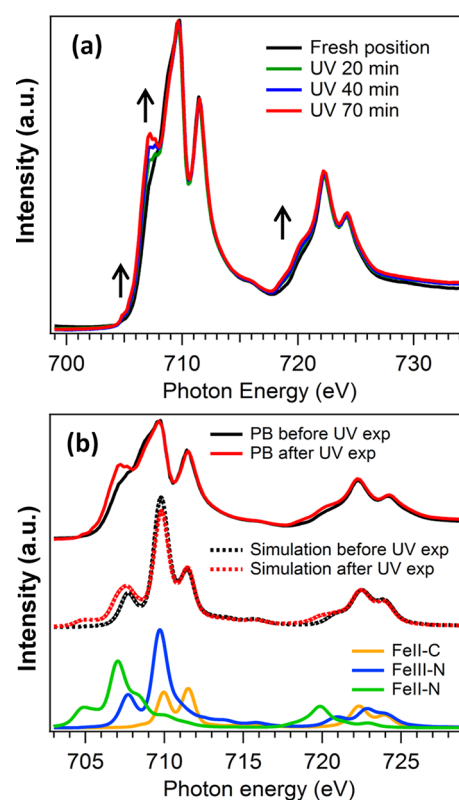 (a)
Fresh position
UV 20 min
UV 40 min
UV 70 min
Intensity (a.u.)
700 710 720 730
Photon Energy (eV)
(b)
PB before UV exp
PB after UV exp
Simulation before UV exp
Simulation after UV exp
FeII-C
FeIII-N
FeII-N
Intensity (a.u.)
705 710 715 720 725
Photon energy (eV)